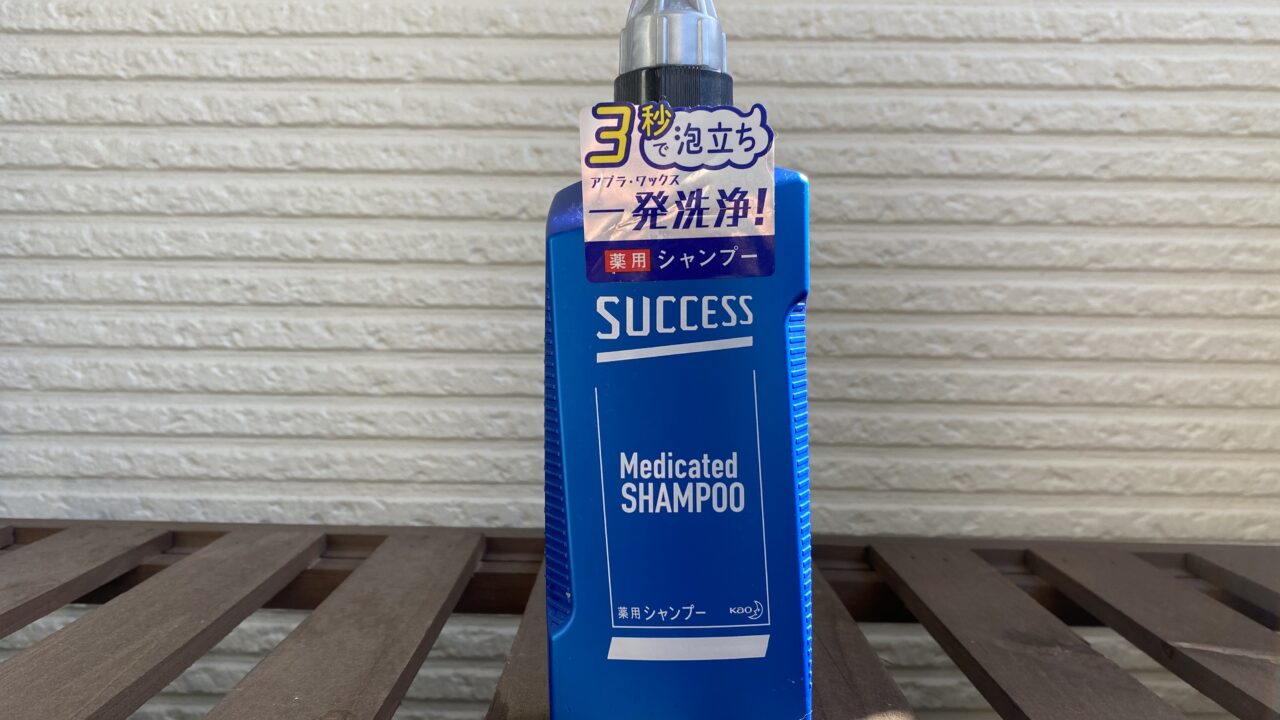 3秒で泡立ち
アブラ・ワックス
一発洗浄!
薬用 シャンプー
SUCCESS
Medicated
SHAMPOO
薬用シャンプー Kao